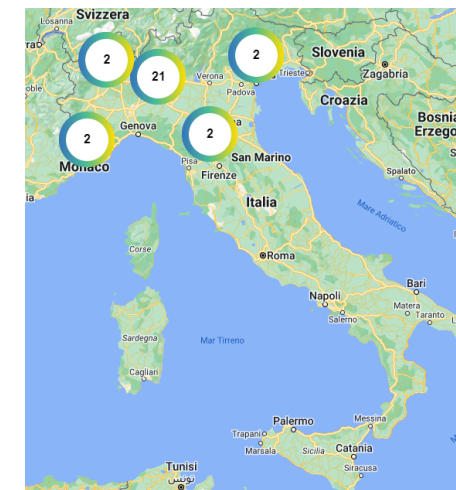 Svizzera
Losanna
2
2
21
Slovenia
Verona
Trieste
Zagabria
Padova
Croazia
Genova
2
2
Bosnia
Erzego
Monaco
Pisa
San Marino
Firenze
Spalato
Italia
Mare Adriatico
Corse
Roma
Bari
Napoli
Matera
Taranto
Salerno
Sardegna
Mar Tirreno
Cagliari
Palermo
Messina
Trapani
Marsala
Sicilia
Catania
Siracusa
Tunisi
تونس